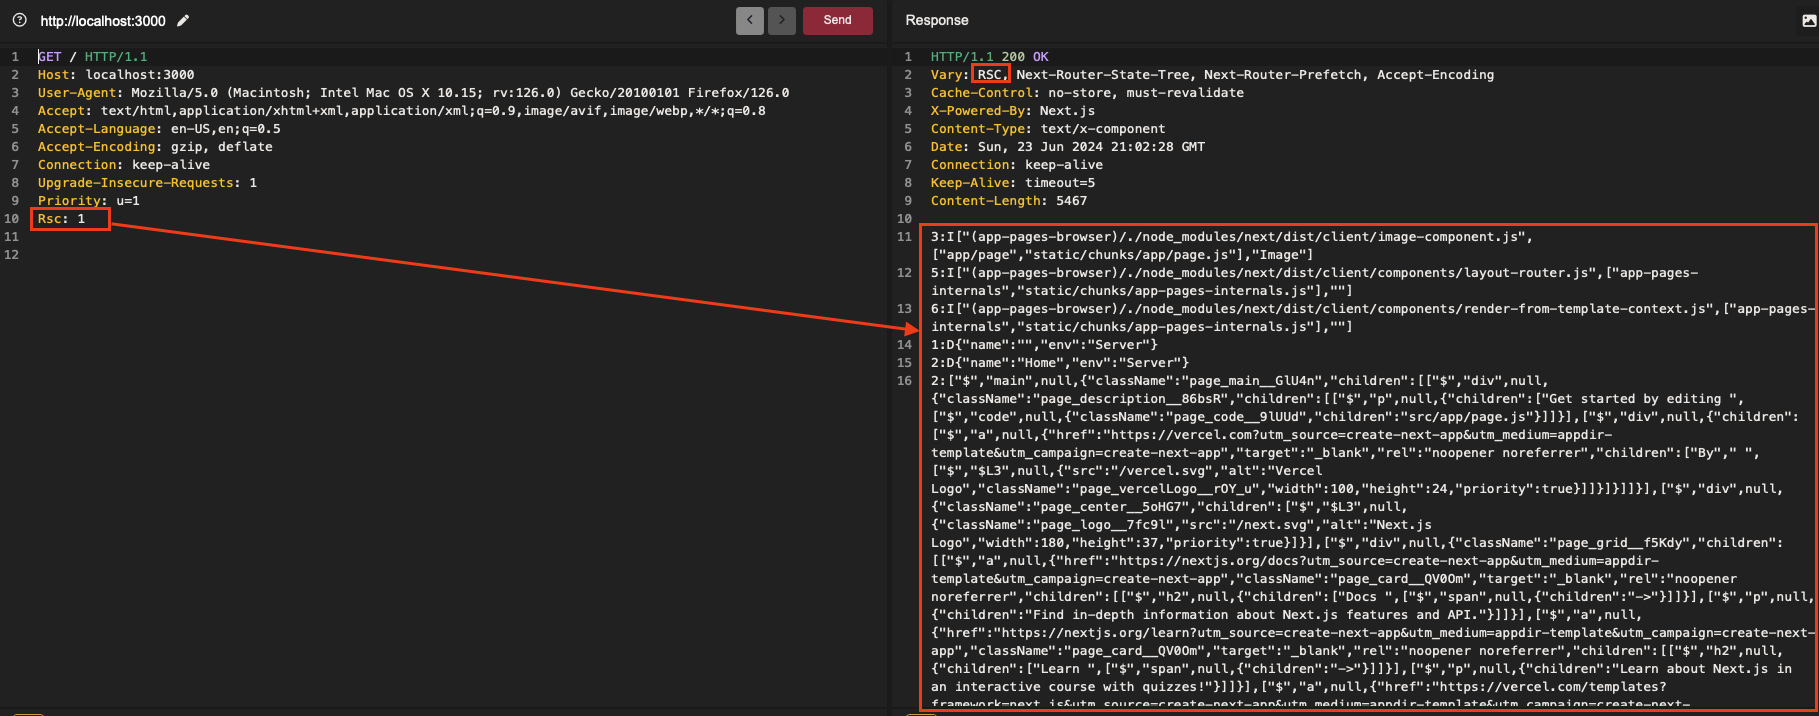 http://localhost:3000
Send
1 GET / HTTP/1.1
2 Host: localhost:3000
3 User-Agent: Mozilla/5.0 (Macintosh; Intel Mac OS X 10.15; rv:126.0) Gecko/20100101 Firefox/126.0
4 Accept: text/html,application/xhtml+xml,application/xml;q=0.9,image/avif,image/webp,*/*;q=0.8
5 Accept-Language: en-US,en;q=0.5
6 Accept-Encoding: gzip, deflate
7 Connection: keep-alive
8 Upgrade-Insecure-Requests: 1
9 Priority: u=1
10 Rsc: 1
11
12
Response
1 HTTP/1.1 200 OK
2 Vary: RSC, Next-Router-State-Tree, Next-Router-Prefetch, Accept-Encoding
3 Cache-Control: no-store, must-revalidate
4 X-Powered-By: Next.js
5 Content-Type: text/x-component
6 Date: Sun, 23 Jun 2024 21:02:28 GMT
7 Connection: keep-alive
8 Keep-Alive: timeout=5
9 Content-Length: 5467
10
11 3:I["(app-pages-browser)/./node_modules/next/dist/client/image-component.js",
["app/page","static/chunks/app/page.js"],"Image"]
12 5:I["(app-pages-browser)/./node_modules/next/dist/client/components/layout-router.js",["app-pages-
internals","static/chunks/app-pages-internals.js"],""]
13 6:I["(app-pages-browser)/./node_modules/next/dist/client/components/render-from-template-context.js",["app-pages-
internals","static/chunks/app-pages-internals.js"],""]
14 1:D{"name":"","env":"Server"}
15 2:D{"name":"Home","env":"Server"}
16 2:["$","main",null,{"className":"page_main__GlU4n","children":[["$","div",null,
{"className":"page_description__86bsR","children":[["$","p",null,{"children":["Get started by editing ",
["$","code",null,{"className":"page_code__9lUUd","children":"src/app/page.js"}]]}],["$","div",null,{"children":
["$","a",null,{"href":"https://vercel.com?utm_source=create-next-app&utm_medium=appdir-
template&utm_campaign=create-next-app","target":"_blank","rel":"noopener noreferrer","children":["By"," ",
["$","$L3",null,{"src":"/vercel.svg","alt":"Vercel
Logo","className":"page_vercelLogo__rOY_u","width":100,"height":24,"priority":true}]]}]}]]}],["$","div",null,
{"className":"page_center__5oHG7","children":["$","$L3",null,
{"className":"page_logo__7fc9l","src":"/next.svg","alt":"Next.js
Logo","width":180,"height":37,"priority":true}]}],["$","div",null,{"className":"page_grid__f5Kdy","children":
[["$","a",null,{"href":"https://nextjs.org/docs?utm_source=create-next-app&utm_medium=appdir-
template&utm_campaign=create-next-app","className":"page_card__QV0Om","target":"_blank","rel":"noopener
noreferrer","children":[["$","h2",null,{"children":["Docs ",["$","span",null,{"children":"->"}]]}],["$","p",null,
{"children":"Find in-depth information about Next.js features and API."}]]}],["$","a",null,
{"href":"https://nextjs.org/learn?utm_source=create-next-app&utm_medium=appdir-template&utm_campaign=create-next-
app","className":"page_card__QV0Om","target":"_blank","rel":"noopener noreferrer","children":[["$","h2",null,
{"children":["Learn ",["$","span",null,{"children":"->"}]]}],["$","p",null,{"children":"Learn about Next.js in
an interactive course with quizzes!"}]]}],["$","a",null,{"href":"https://vercel.com/templates?
framework=next.js&utm_source=create-next-app&utm_medium=appdir-template&utm_campaign=create-next-